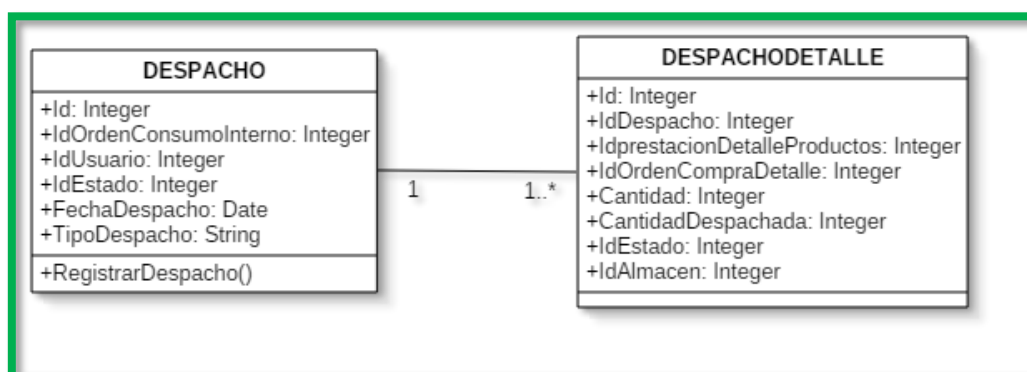 DESPACHO
+Id: Integer
+IdOrdenConsumoInterno: Integer
+IdUsuario: Integer
+IdEstado: Integer
+FechaDespacho: Date
+TipoDespacho: String
+RegistrarDespacho()
1
1..*
DESPACHODETALLE
+Id: Integer
+IdDespacho: Integer
+IdprestacionDetalleProductos: Integer
+IdOrdenCompraDetalle: Integer
+Cantidad: Integer
+CantidadDespachada: Integer
+IdEstado: Integer
+IdAlmacen: Integer